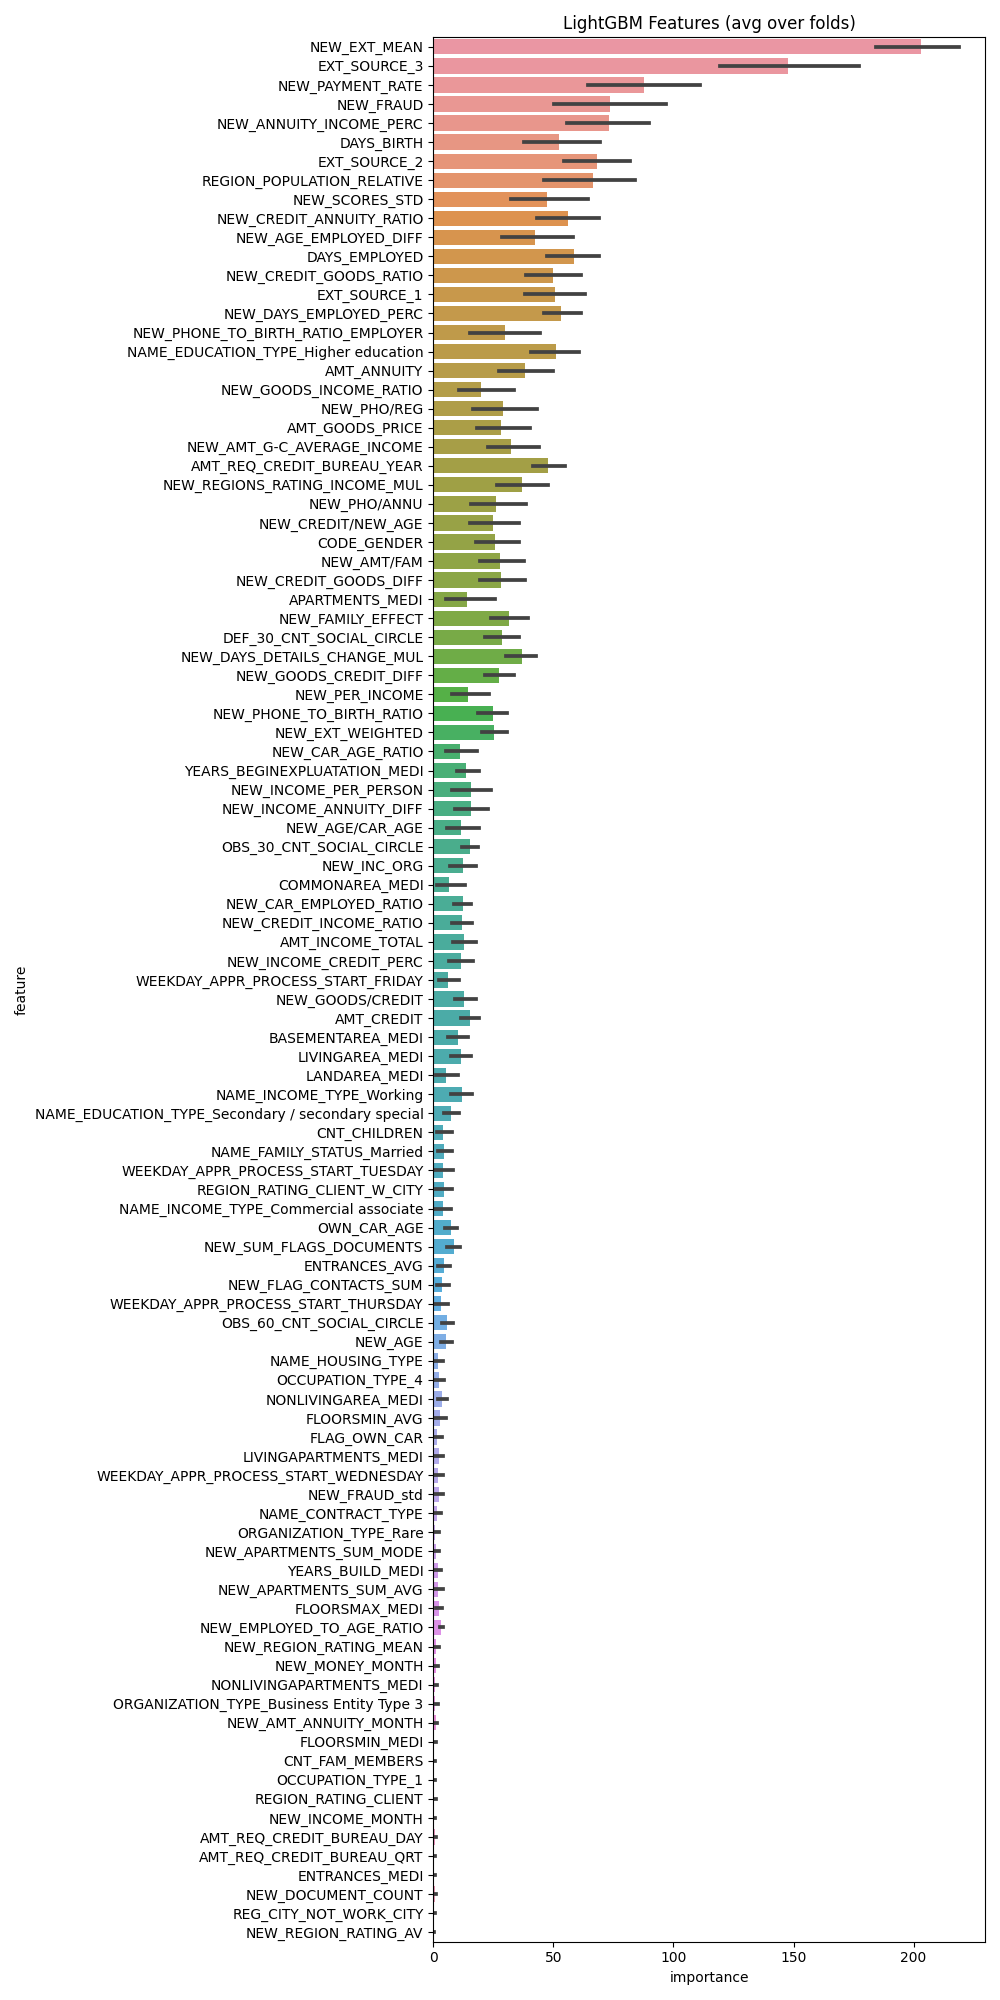 LightGBM Features (avg over folds)
NEW_EXT_MEAN
EXT_SOURCE_3
NEW_PAYMENT_RATE
NEW_FRAUD
NEW_ANNUITY_INCOME_PERC
DAYS_BIRTH
EXT_SOURCE_2
REGION_POPULATION_RELATIVE
NEW_SCORES_STD
NEW_CREDIT_ANNUITY_RATIO
NEW_AGE_EMPLOYED_DIFF
DAYS_EMPLOYED
NEW_CREDIT_GOODS_RATIO
EXT_SOURCE_1
NEW_DAYS_EMPLOYED_PERC
NEW_PHONE_TO_BIRTH_RATIO_EMPLOYER
NAME_EDUCATION_TYPE_Higher education
AMT_ANNUITY
NEW_GOODS_INCOME_RATIO
NEW_PHO/REG
AMT_GOODS_PRICE
NEW_AMT_G-C_AVERAGE_INCOME
AMT_REQ_CREDIT_BUREAU_YEAR
NEW_REGIONS_RATING_INCOME_MUL
NEW_PHO/ANNU
NEW_CREDIT/NEW_AGE
CODE_GENDER
NEW_AMT/FAM
NEW_CREDIT_GOODS_DIFF
APARTMENTS_MEDI
NEW_FAMILY_EFFECT
DEF_30_CNT_SOCIAL_CIRCLE
NEW_DAYS_DETAILS_CHANGE_MUL
NEW_GOODS_CREDIT_DIFF
NEW_PER_INCOME
NEW_PHONE_TO_BIRTH_RATIO
NEW_EXT_WEIGHTED
NEW_CAR_AGE_RATIO
YEARS_BEGINEXPLUATATION_MEDI
NEW_INCOME_PER_PERSON
NEW_INCOME_ANNUITY_DIFF
NEW_AGE/CAR_AGE
OBS_30_CNT_SOCIAL_CIRCLE
NEW_INC_ORG
COMMONAREA_MEDI
NEW_CAR_EMPLOYED_RATIO
NEW_CREDIT_INCOME_RATIO
AMT_INCOME_TOTAL
NEW_INCOME_CREDIT_PERC
WEEKDAY_APPR_PROCESS_START_FRIDAY
NEW_GOODS/CREDIT
AMT_CREDIT
BASEMENTAREA_MEDI
LIVINGAREA_MEDI
LANDAREA_MEDI
NAME_INCOME_TYPE_Working
NAME_EDUCATION_TYPE_Secondary / secondary special
CNT_CHILDREN
NAME_FAMILY_STATUS_Married
WEEKDAY_APPR_PROCESS_START_TUESDAY
REGION_RATING_CLIENT_W_CITY
NAME_INCOME_TYPE_Commercial associate
OWN_CAR_AGE
NEW_SUM_FLAGS_DOCUMENTS
ENTRANCES_AVG
NEW_FLAG_CONTACTS_SUM
WEEKDAY_APPR_PROCESS_START_THURSDAY
OBS_60_CNT_SOCIAL_CIRCLE
NEW_AGE
NAME_HOUSING_TYPE
OCCUPATION_TYPE_4
NONLIVINGAREA_MEDI
FLOORSMIN_AVG
FLAG_OWN_CAR
LIVINGAPARTMENTS_MEDI
WEEKDAY_APPR_PROCESS_START_WEDNESDAY
NEW_FRAUD_std
NAME_CONTRACT_TYPE
ORGANIZATION_TYPE_Rare
NEW_APARTMENTS_SUM_MODE
YEARS_BUILD_MEDI
NEW_APARTMENTS_SUM_AVG
FLOORSMAX_MEDI
NEW_EMPLOYED_TO_AGE_RATIO
NEW_REGION_RATING_MEAN
NEW_MONEY_MONTH
NONLIVINGAPARTMENTS_MEDI
ORGANIZATION_TYPE_Business Entity Type 3
NEW_AMT_ANNUITY_MONTH
FLOORSMIN_MEDI
CNT_FAM_MEMBERS
OCCUPATION_TYPE_1
REGION_RATING_CLIENT
NEW_INCOME_MONTH
AMT_REQ_CREDIT_BUREAU_DAY
AMT_REQ_CREDIT_BUREAU_QRT
ENTRANCES_MEDI
NEW_DOCUMENT_COUNT
REG_CITY_NOT_WORK_CITY
NEW_REGION_RATING_AV
feature
0 50 100 150 200
importance